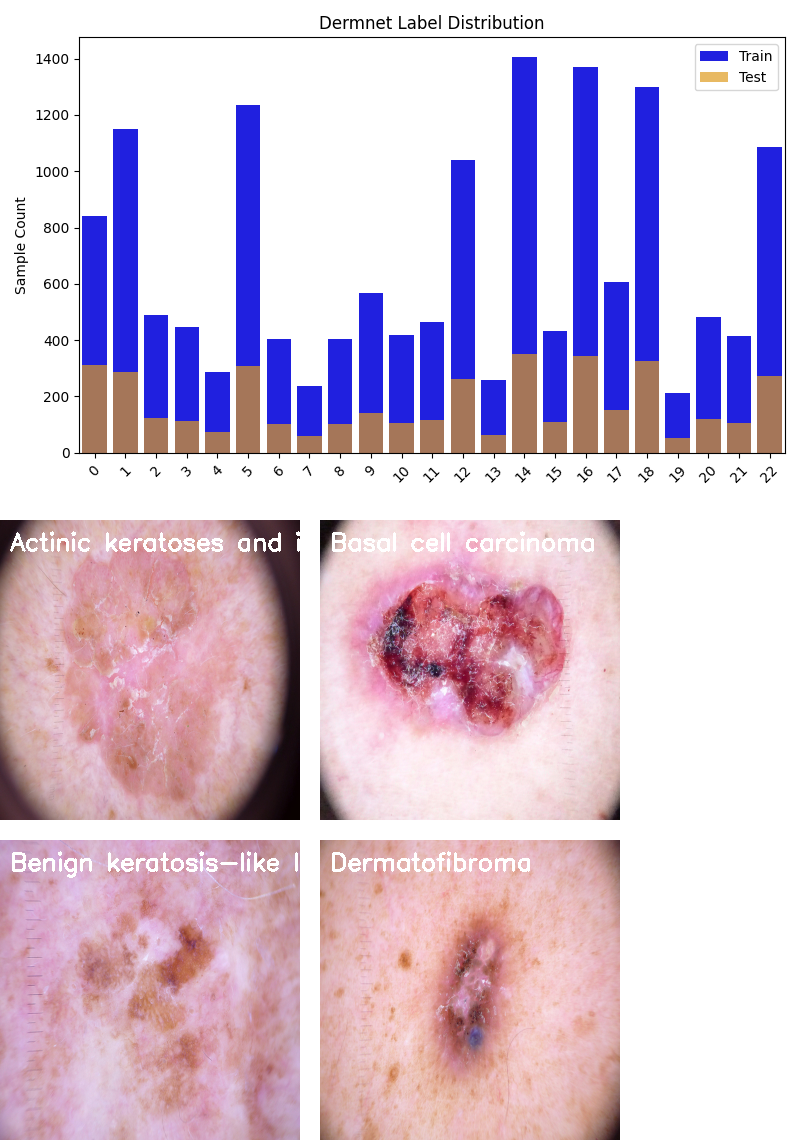 Dermnet Label Distribution
Train
Test
Sample Count
1400
1200
1000
800
600
400
200
0
0 1 2 3 4 5 6 7 8 9 10 11 12 13 14 15 16 17 18 19 20 21 22
Actinic keratoses and i
Basal cell carcinoma
Benign keratosis-like l
Dermatofibroma